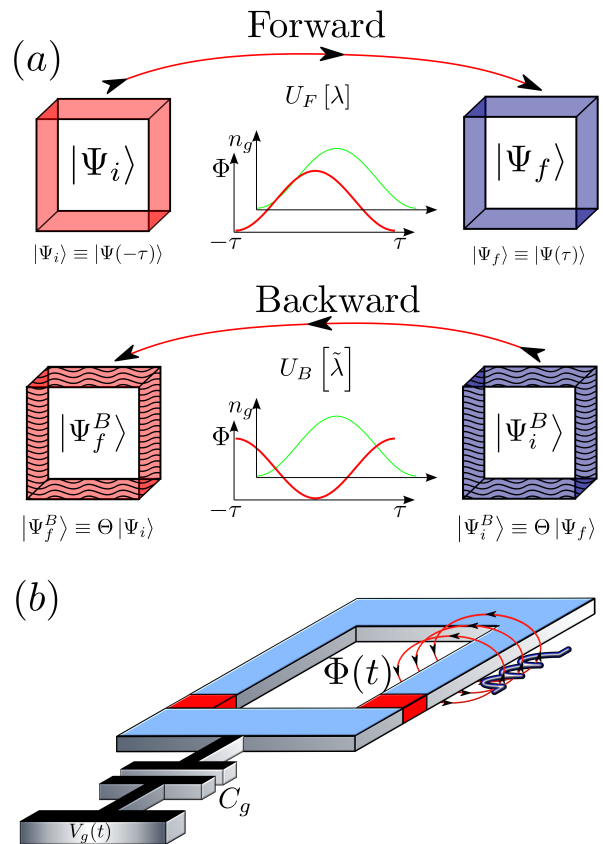 Forward
(a)
U_F [λ]
|Ψ_i⟩
n_g
Φ
|Ψ_f⟩
−τ
τ
|Ψ_i⟩ ≡ |Ψ(−τ)⟩
|Ψ_f⟩ ≡ |Ψ(τ)⟩
Backward
U_B [λ̃]
|Ψ_f^B⟩
n_g
Φ
|Ψ_i^B⟩
−τ
τ
|Ψ_f^B⟩ ≡ Θ |Ψ_i⟩
|Ψ_i^B⟩ ≡ Θ |Ψ_f⟩
(b)
Φ(t)
C_g
V_g(t)